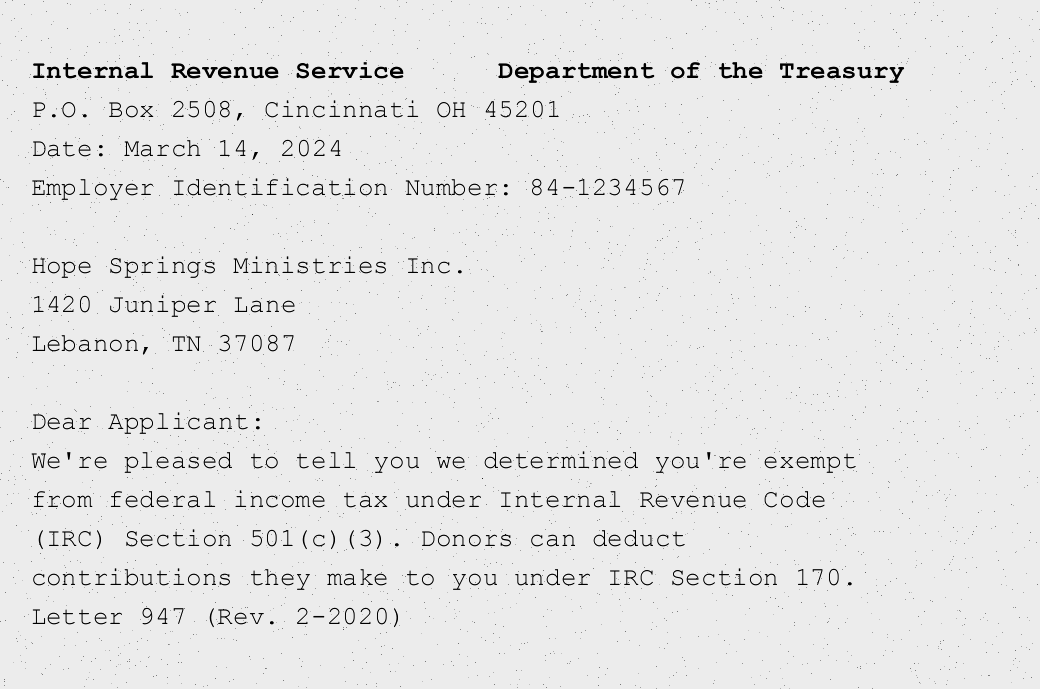 Internal Revenue Service      Department of the Treasury
P.O. Box 2508, Cincinnati OH 45201
Date: March 14, 2024
Employer Identification Number: 84-1234567
Hope Springs Ministries Inc.
1420 Juniper Lane
Lebanon, TN 37087
Dear Applicant:
We're pleased to tell you we determined you're exempt
from federal income tax under Internal Revenue Code
(IRC) Section 501(c)(3). Donors can deduct
contributions they make to you under IRC Section 170.
Letter 947 (Rev. 2-2020)